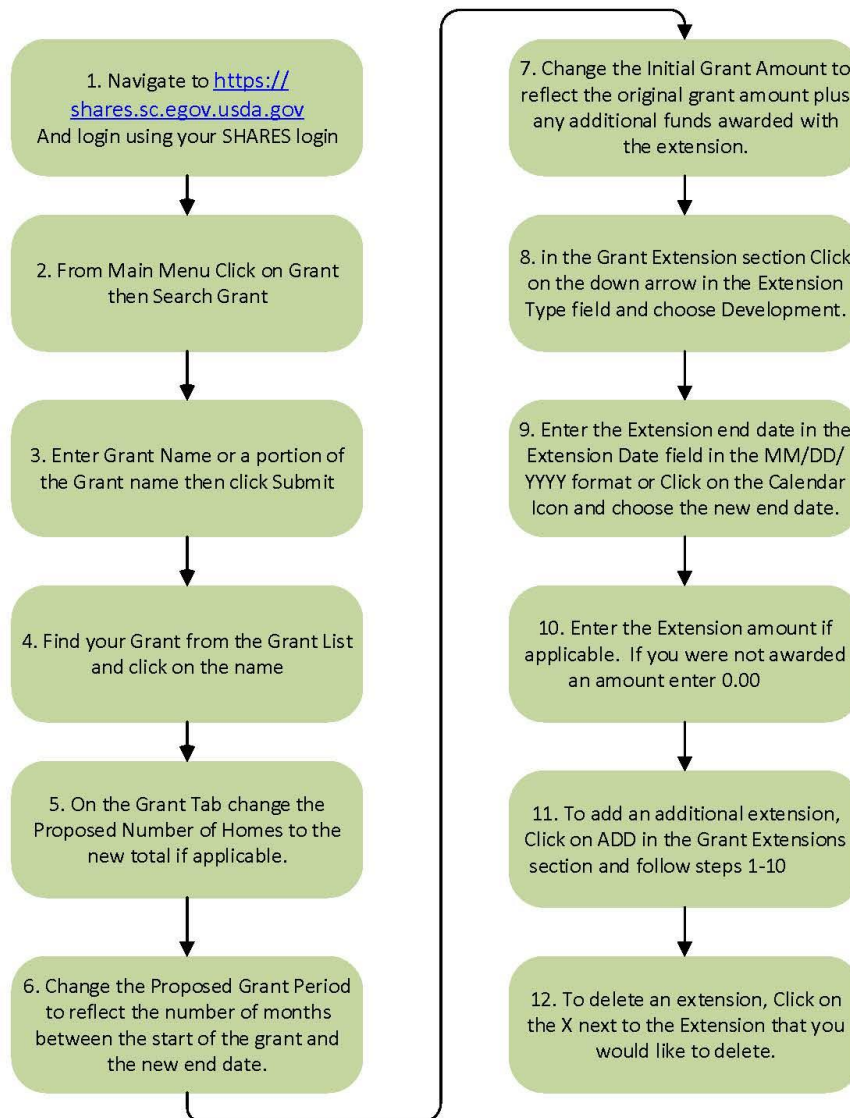 1. Navigate to https://
shares.sc.egov.usda.gov
And login using your SHARES login
2. From Main Menu Click on Grant
then Search Grant
3. Enter Grant Name or a portion of
the Grant name then click Submit
4. Find your Grant from the Grant List
and click on the name
5. On the Grant Tab change the
Proposed Number of Homes to the
new total if applicable.
6. Change the Proposed Grant Period
to reflect the number of months
between the start of the grant and
the new end date.
7. Change the Initial Grant Amount to
reflect the original grant amount plus
any additional funds awarded with
the extension.
8. in the Grant Extension section Click
on the down arrow in the Extension
Type field and choose Development.
9. Enter the Extension end date in the
Extension Date field in the MM/DD/
YYYY format or Click on the Calendar
Icon and choose the new end date.
10. Enter the Extension amount if
applicable.  If you were not awarded
an amount enter 0.00
11. To add an additional extension,
Click on ADD in the Grant Extensions
section and follow steps 1-10
12. To delete an extension, Click on
the X next to the Extension that you
would like to delete.